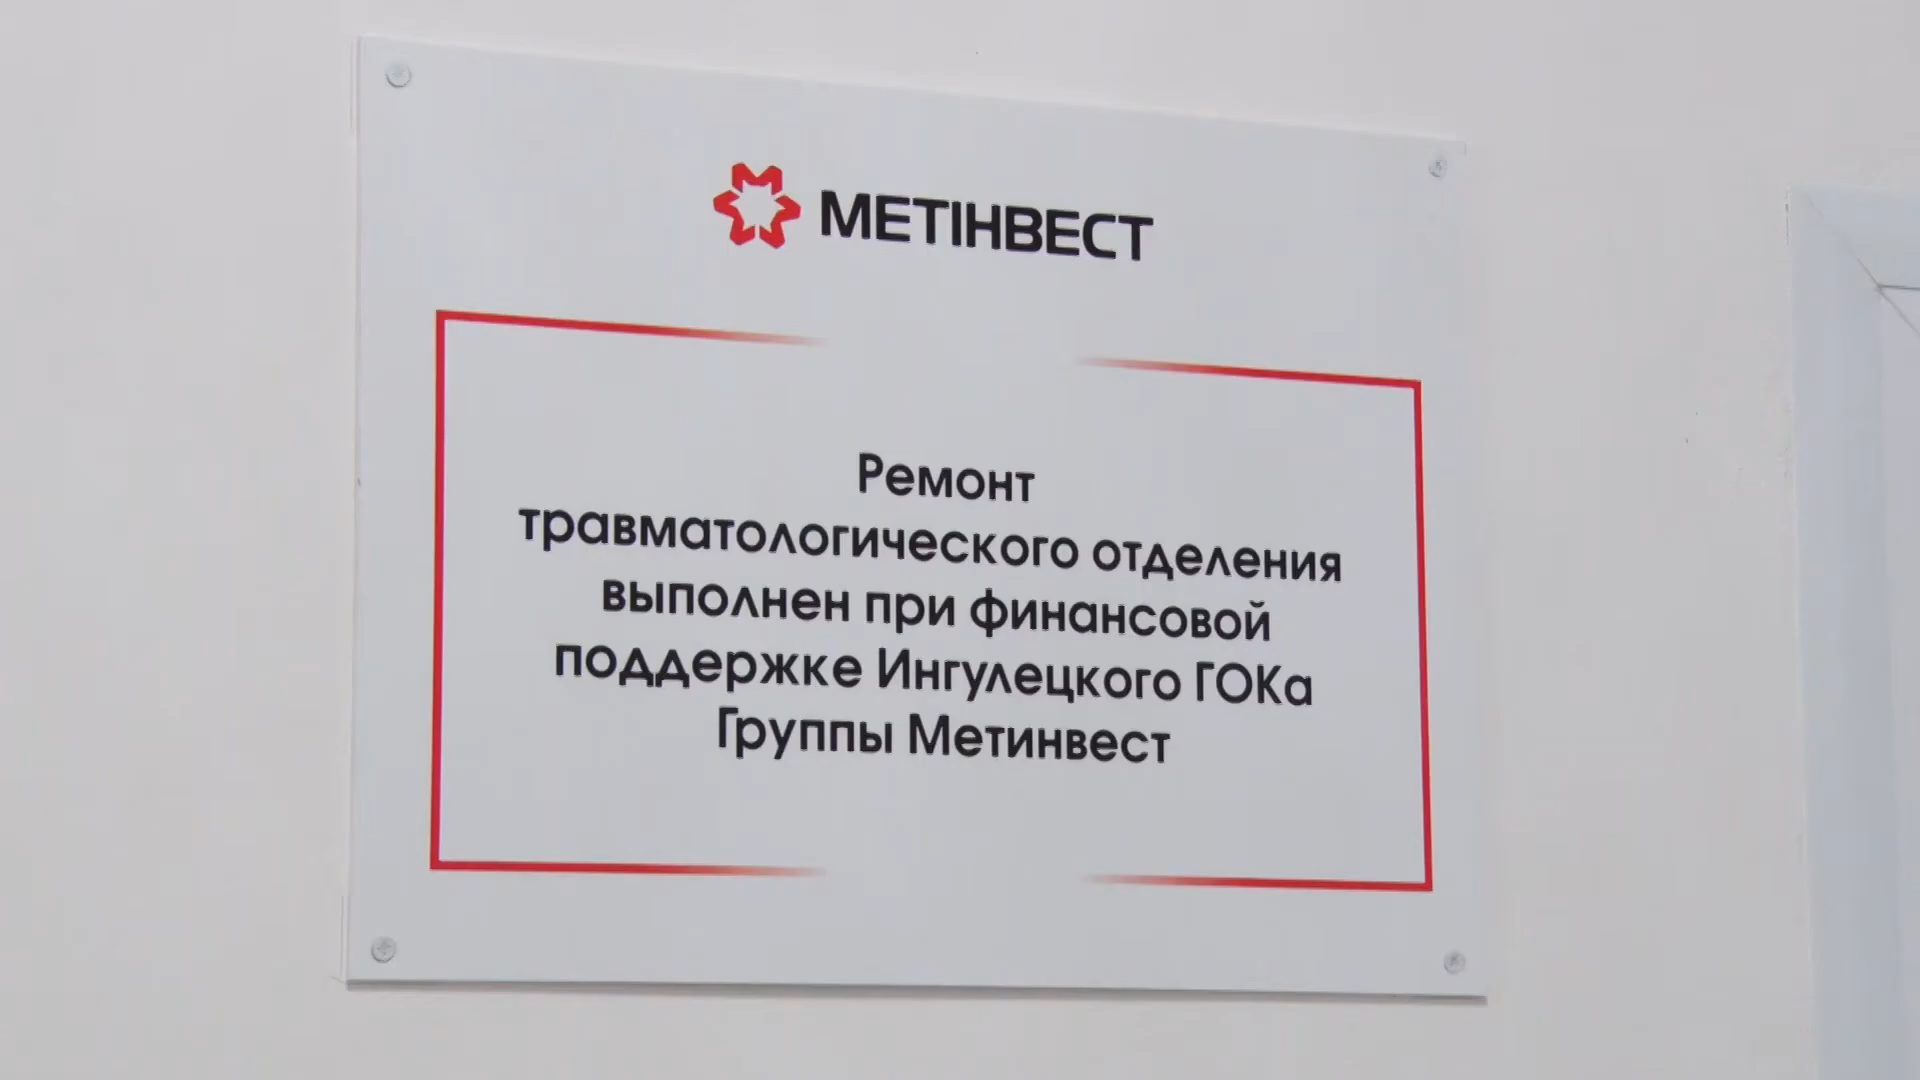 МЕТІНВЕСТ
Ремонт
травматологического отделения
выполнен при финансовой
поддержке Ингулецкого ГОКа
Группы Метинвест